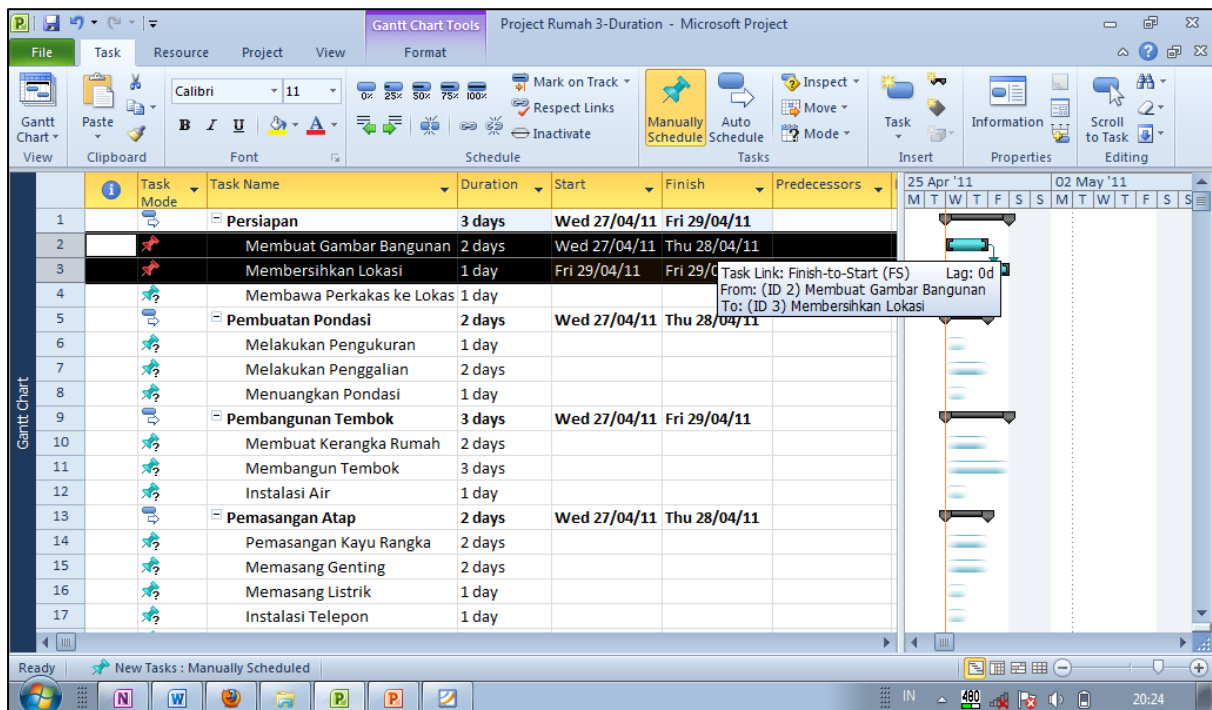 Gantt Chart Tools
Project Rumah 3-Duration - Microsoft Project
File Task Resource Project View Format
Gantt Chart
View
Paste
Clipboard
Calibri 11
B I U A
Font
0% 25% 50% 75% 100%
Mark on Track
Respect Links
Inactivate
Schedule
Manually Schedule
Auto Schedule
Inspect
Move
Mode
Tasks
Task
Insert
Information
Properties
Scroll to Task
Editing
Task Mode Task Name Duration Start Finish Predecessors 25 Apr '11 02 May '11
M T W T F S S M T W T F S S
1 Persiapan 3 days Wed 27/04/11 Fri 29/04/11
2 Membuat Gambar Bangunan 2 days Wed 27/04/11 Thu 28/04/11
3 Membersihkan Lokasi 1 day Fri 29/04/11 Fri 29/0
Task Link: Finish-to-Start (FS) Lag: 0d
From: (ID 2) Membuat Gambar Bangunan
To: (ID 3) Membersihkan Lokasi
4 Membawa Perkakas ke Lokas 1 day
5 Pembuatan Pondasi 2 days Wed 27/04/11 Thu 28/04/11
6 Melakukan Pengukuran 1 day
7 Melakukan Penggalian 2 days
8 Menuangkan Pondasi 1 day
9 Pembangunan Tembok 3 days Wed 27/04/11 Fri 29/04/11
10 Membuat Kerangka Rumah 2 days
11 Membangun Tembok 3 days
12 Instalasi Air 1 day
13 Pemasangan Atap 2 days Wed 27/04/11 Thu 28/04/11
14 Pemasangan Kayu Rangka 2 days
15 Memasang Genting 2 days
16 Memasang Listrik 1 day
17 Instalasi Telepon 1 day
Gantt Chart
Ready New Tasks : Manually Scheduled
IN 480 20:24